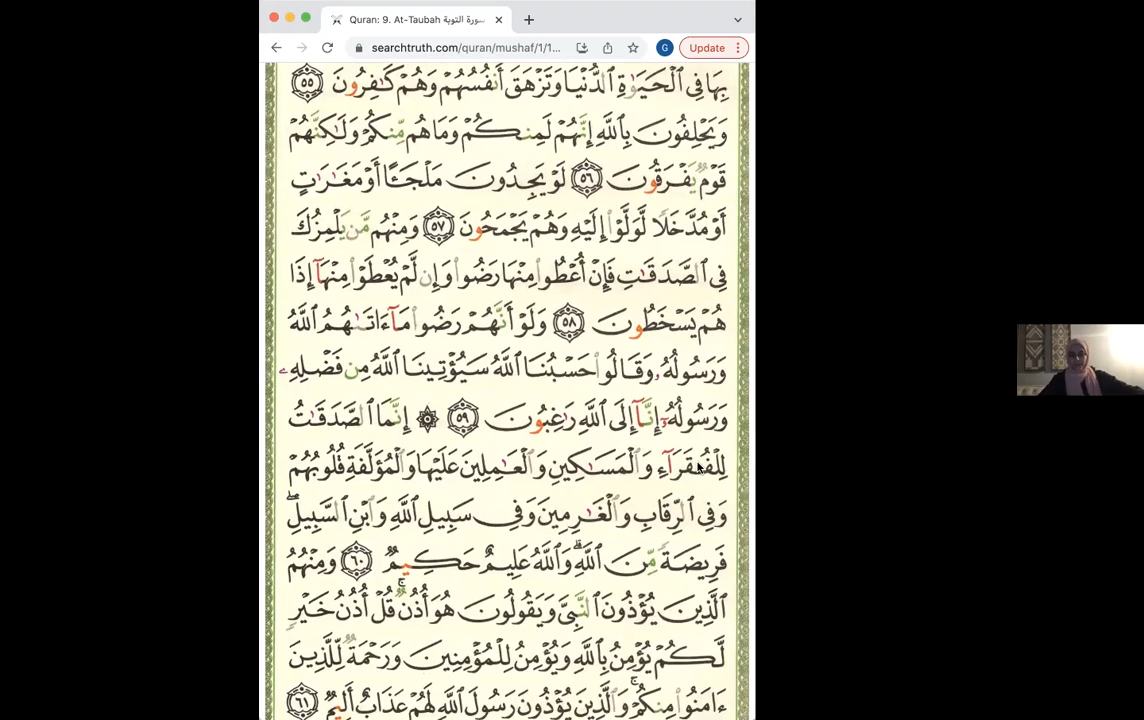 Quran: 9. At-Taubah سورة التوبة
searchtruth.com/quran/mushaf/1/1...
G
Update
بِهَا فِى ٱلْحَيَوٰةِ ٱلدُّنْيَا وَتَزْهَقَ أَنفُسُهُمْ وَهُمْ كَـٰفِرُونَ ٥٥
وَيَحْلِفُونَ بِٱللَّهِ إِنَّهُمْ لَمِنكُمْ وَمَا هُم مِّنكُمْ وَلَـٰكِنَّهُمْ
قَوْمٌ يَفْرَقُونَ ٥٦ لَوْ يَجِدُونَ مَلْجَـًٔا أَوْ مَغَـٰرَٰتٍ
أَوْ مُدَّخَلًا لَّوَلَّوْا۟ إِلَيْهِ وَهُمْ يَجْمَحُونَ ٥٧ وَمِنْهُم مَّن يَلْمِزُكَ
فِى ٱلصَّدَقَـٰتِ فَإِنْ أُعْطُوا۟ مِنْهَا رَضُوا۟ وَإِن لَّمْ يُعْطَوْا۟ مِنْهَآ إِذَا
هُمْ يَسْخَطُونَ ٥٨ وَلَوْ أَنَّهُمْ رَضُوا۟ مَآ ءَاتَىٰهُمُ ٱللَّهُ
وَرَسُولُهُۥ وَقَالُوا۟ حَسْبُنَا ٱللَّهُ سَيُؤْتِينَا ٱللَّهُ مِن فَضْلِهِۦ
وَرَسُولُهُۥٓ إِنَّآ إِلَى ٱللَّهِ رَٰغِبُونَ ٥٩ ۞ إِنَّمَا ٱلصَّدَقَـٰتُ
لِلْفُقَرَآءِ وَٱلْمَسَـٰكِينِ وَٱلْعَـٰمِلِينَ عَلَيْهَا وَٱلْمُؤَلَّفَةِ قُلُوبُهُمْ
وَفِى ٱلرِّقَابِ وَٱلْغَـٰرِمِينَ وَفِى سَبِيلِ ٱللَّهِ وَٱبْنِ ٱلسَّبِيلِ ۖ
فَرِيضَةً مِّنَ ٱللَّهِ ۗ وَٱللَّهُ عَلِيمٌ حَكِيمٌ ٦٠ وَمِنْهُمُ
ٱلَّذِينَ يُؤْذُونَ ٱلنَّبِىَّ وَيَقُولُونَ هُوَ أُذُنٌ ۚ قُلْ أُذُنُ خَيْرٍ
لَّكُمْ يُؤْمِنُ بِٱللَّهِ وَيُؤْمِنُ لِلْمُؤْمِنِينَ وَرَحْمَةٌ لِّلَّذِينَ
ءَامَنُوا۟ مِنكُمْ ۚ وَٱلَّذِينَ يُؤْذُونَ رَسُولَ ٱللَّهِ لَهُمْ عَذَابٌ أَلِيمٌ ٦١